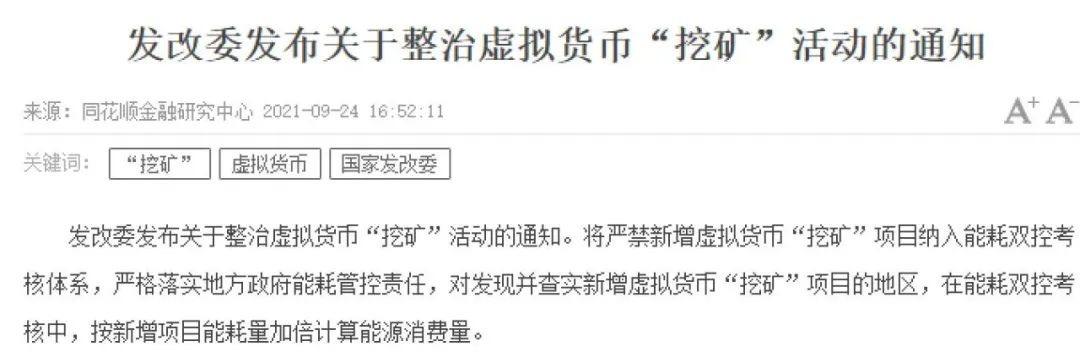 发改委发布关于整治虚拟货币“挖矿”活动的通知
来源：同花顺金融研究中心 2021-09-24 16:52:11 A+ A-
关键词： “挖矿” 虚拟货币 国家发改委
发改委发布关于整治虚拟货币“挖矿”活动的通知。将严禁新增虚拟货币“挖矿”项目纳入能耗双控考
核体系，严格落实地方政府能耗管控责任，对发现并查实新增虚拟货币“挖矿”项目的地区，在能耗双控考
核中，按新增项目能耗量加倍计算能源消费量。